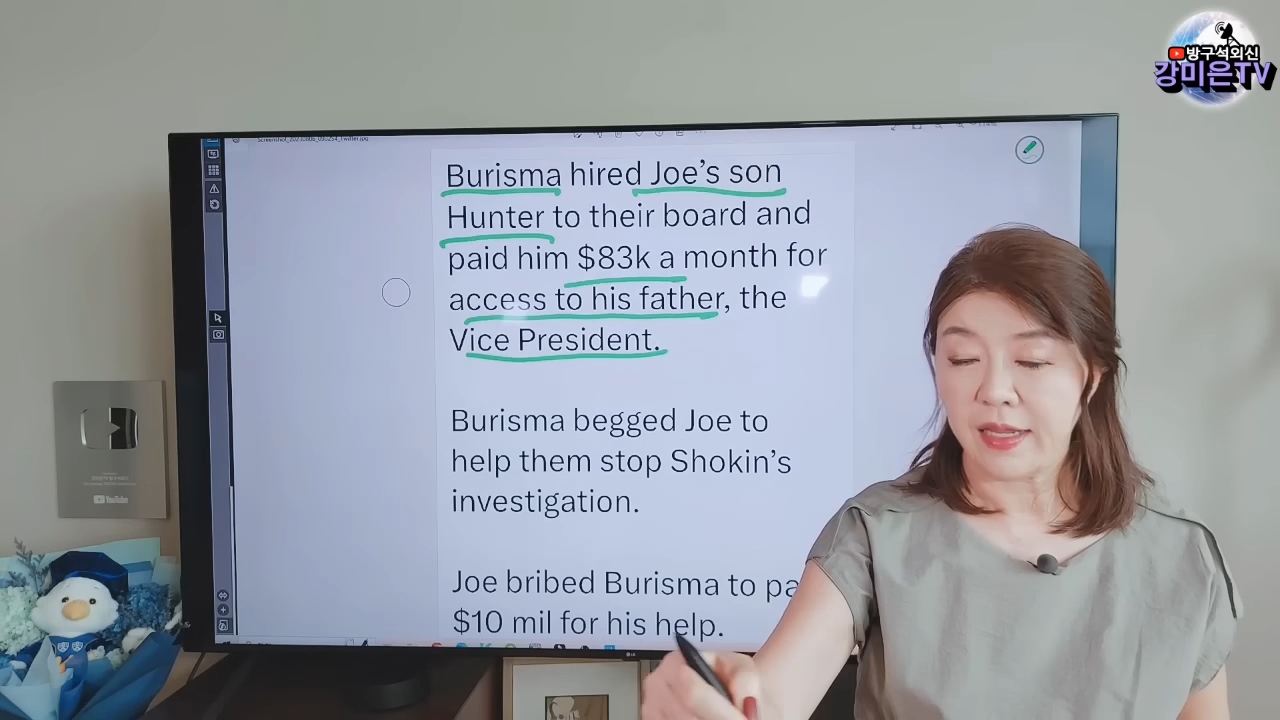 방구석외신
강미은TV
Burisma hired Joe's son
Hunter to their board and
paid him $83k a month for
access to his father, the
Vice President.
Burisma begged Joe to
help them stop Shokin's
investigation.
Joe bribed Burisma to pa
$10 mil for his help.
YouTube
LG